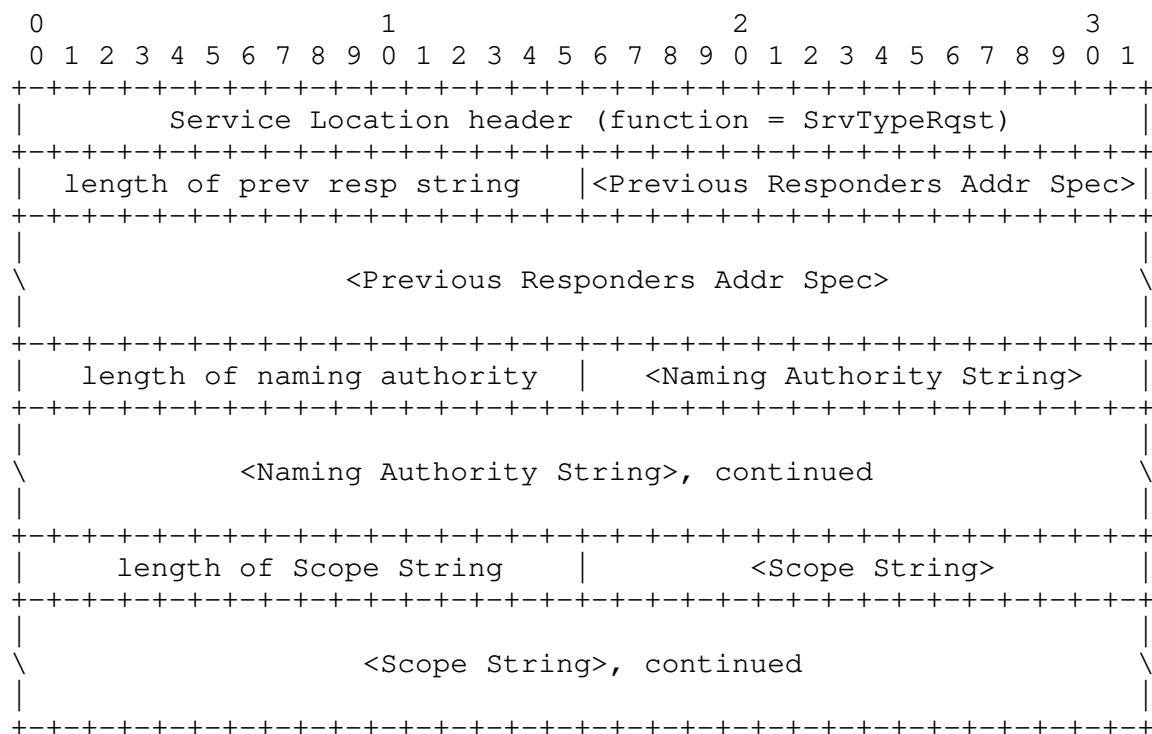 0                   1                   2                   3
 0 1 2 3 4 5 6 7 8 9 0 1 2 3 4 5 6 7 8 9 0 1 2 3 4 5 6 7 8 9 0 1
+-+-+-+-+-+-+-+-+-+-+-+-+-+-+-+-+-+-+-+-+-+-+-+-+-+-+-+-+-+-+-+-+
|        Service Location header (function = SrvTypeRqst)       |
+-+-+-+-+-+-+-+-+-+-+-+-+-+-+-+-+-+-+-+-+-+-+-+-+-+-+-+-+-+-+-+-+
|  length of prev resp string   |<Previous Responders Addr Spec>|
+-+-+-+-+-+-+-+-+-+-+-+-+-+-+-+-+-+-+-+-+-+-+-+-+-+-+-+-+-+-+-+-+
|                                                               |
\                  <Previous Responders Addr Spec>              \
|                                                               |
+-+-+-+-+-+-+-+-+-+-+-+-+-+-+-+-+-+-+-+-+-+-+-+-+-+-+-+-+-+-+-+-+
|   length of naming authority  |   <Naming Authority String>   |
+-+-+-+-+-+-+-+-+-+-+-+-+-+-+-+-+-+-+-+-+-+-+-+-+-+-+-+-+-+-+-+-+
|                                                               |
\            <Naming Authority String>, continued               \
|                                                               |
+-+-+-+-+-+-+-+-+-+-+-+-+-+-+-+-+-+-+-+-+-+-+-+-+-+-+-+-+-+-+-+-+
|     length of Scope String    |         <Scope String>        |
+-+-+-+-+-+-+-+-+-+-+-+-+-+-+-+-+-+-+-+-+-+-+-+-+-+-+-+-+-+-+-+-+
|                                                               |
\                   <Scope String>, continued                   \
|                                                               |
+-+-+-+-+-+-+-+-+-+-+-+-+-+-+-+-+-+-+-+-+-+-+-+-+-+-+-+-+-+-+-+-+